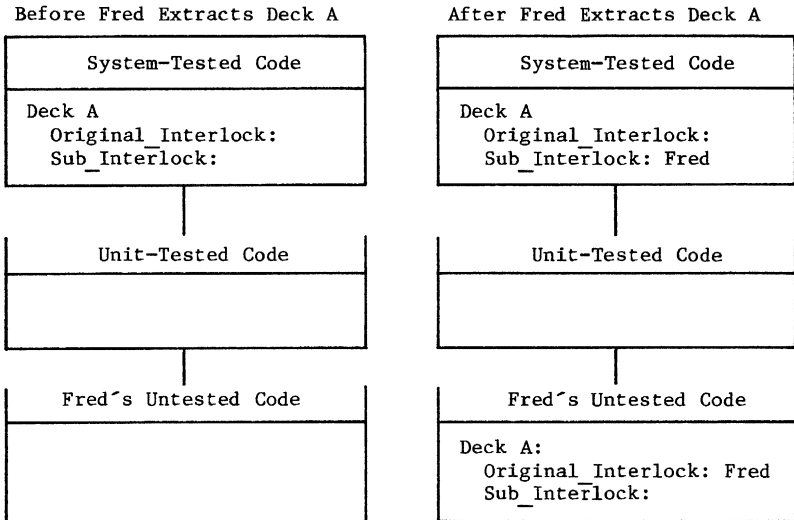 Before Fred Extracts Deck A
System-Tested Code
Deck A
Original_Interlock:
Sub_Interlock:
Unit-Tested Code
Fred´s Untested Code
After Fred Extracts Deck A
System-Tested Code
Deck A
Original_Interlock:
Sub_Interlock: Fred
Unit-Tested Code
Fred´s Untested Code
Deck A:
Original_Interlock: Fred
Sub_Interlock: